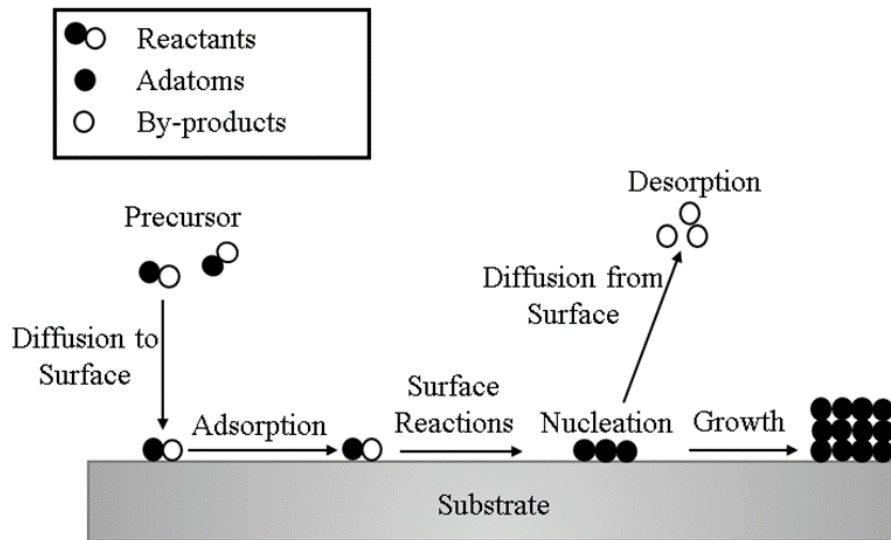 Reactants
Adatoms
By-products
Precursor
Desorption
Diffusion to
Surface
Diffusion from
Surface
Adsorption
Surface
Reactions
Nucleation
Growth
Substrate